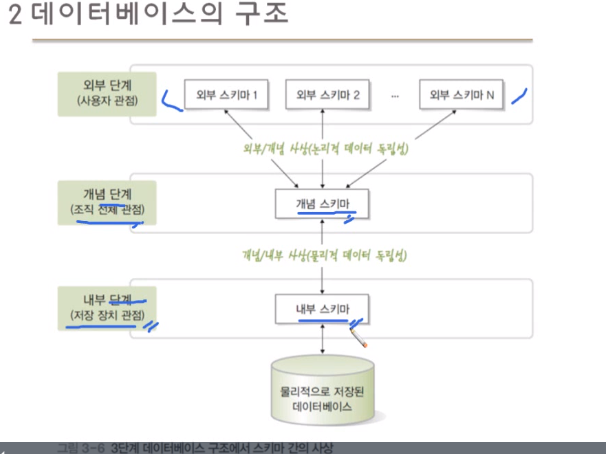 2 데이터베이스의 구조
외부 단계
(사용자 관점)
외부 스키마 1
외부 스키마 2
...
외부 스키마 N
외부/개념 사상(논리적 데이터 독립성)
개념 단계
(조직 전체 관점)
개념 스키마
개념/내부 사상(물리적 데이터 독립성)
내부 단계
(저장 장치 관점)
내부 스키마
물리적으로 저장된
데이터베이스
그림 3-6 3단계 데이터베이스 구조에서 스키마 간의 사상